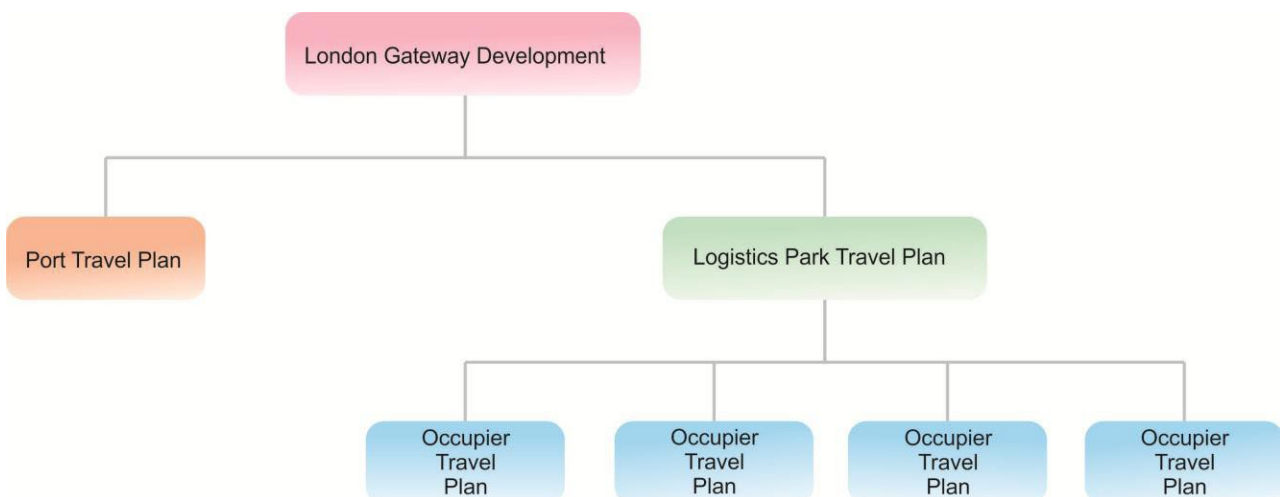 London Gateway Development
Port Travel Plan
Logistics Park Travel Plan
Occupier
Travel
Plan
Occupier
Travel
Plan
Occupier
Travel
Plan
Occupier
Travel
Plan